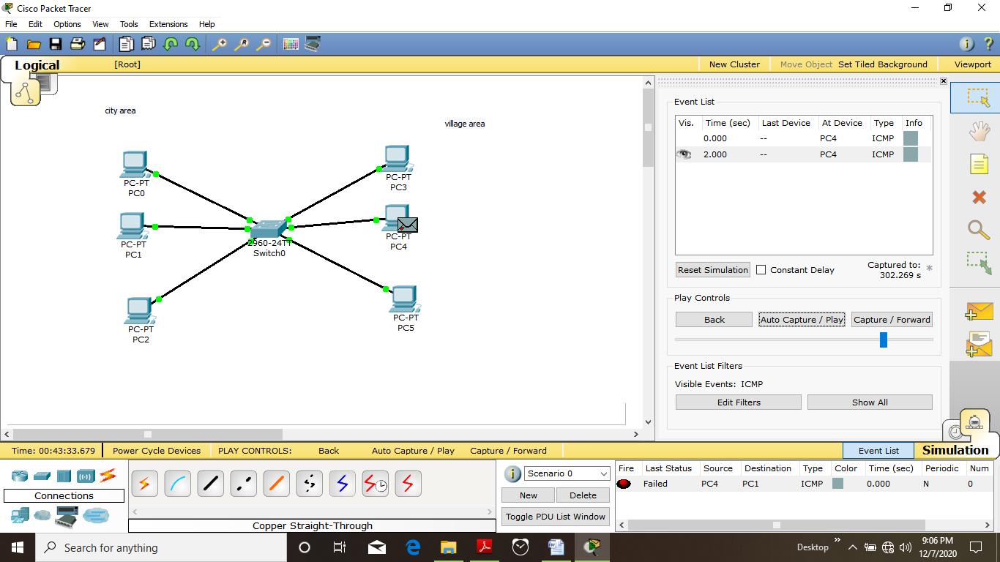 Cisco Packet Tracer
File Edit Options View Tools Extensions Help
Logical [Root] New Cluster Move Object Set Tiled Background Viewport
city area
village area
PC-PT
PC0
PC-PT
PC1
PC-PT
PC2
2960-24TT
Switch0
PC-PT
PC3
PC-PT
PC4
PC-PT
PC5
Event List
Vis. Time (sec) Last Device At Device Type Info
0.000 -- PC4 ICMP
2.000 -- PC4 ICMP
Reset Simulation Constant Delay Captured to: *
302.269 s
Play Controls
Back Auto Capture / Play Capture / Forward
Event List Filters
Visible Events: ICMP
Edit Filters Show All
Time: 00:43:33.679 Power Cycle Devices PLAY CONTROLS: Back Auto Capture / Play Capture / Forward Event List Simulation
Connections
Copper Straight-Through
Scenario 0
New Delete
Toggle PDU List Window
Fire Last Status Source Destination Type Color Time (sec) Periodic Num
Failed PC4 PC1 ICMP 0.000 N 0
Search for anything
Desktop
9:06 PM
12/7/2020